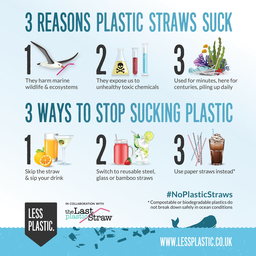 3 REASONS PLASTIC STRAWS SUCK
1
2
3
They harm marine
wildlife & ecosystems
They expose us to
unhealthy toxic chemicals
Used for minutes, here for
centuries, piling up daily
3 WAYS TO STOP SUCKING PLASTIC
1
2
3
Skip the straw
& sip your drink
Switch to reusable steel,
glass or bamboo straws
Use paper straws instead*
#NoPlasticStraws
* Compostable or biogradable plastics do
not break down safely in ocean conditions
LESS
PLASTIC.
IN COLLABORATION WITH
the Last
plastic Straw
WWW.LESSPLASTIC.CO.UK